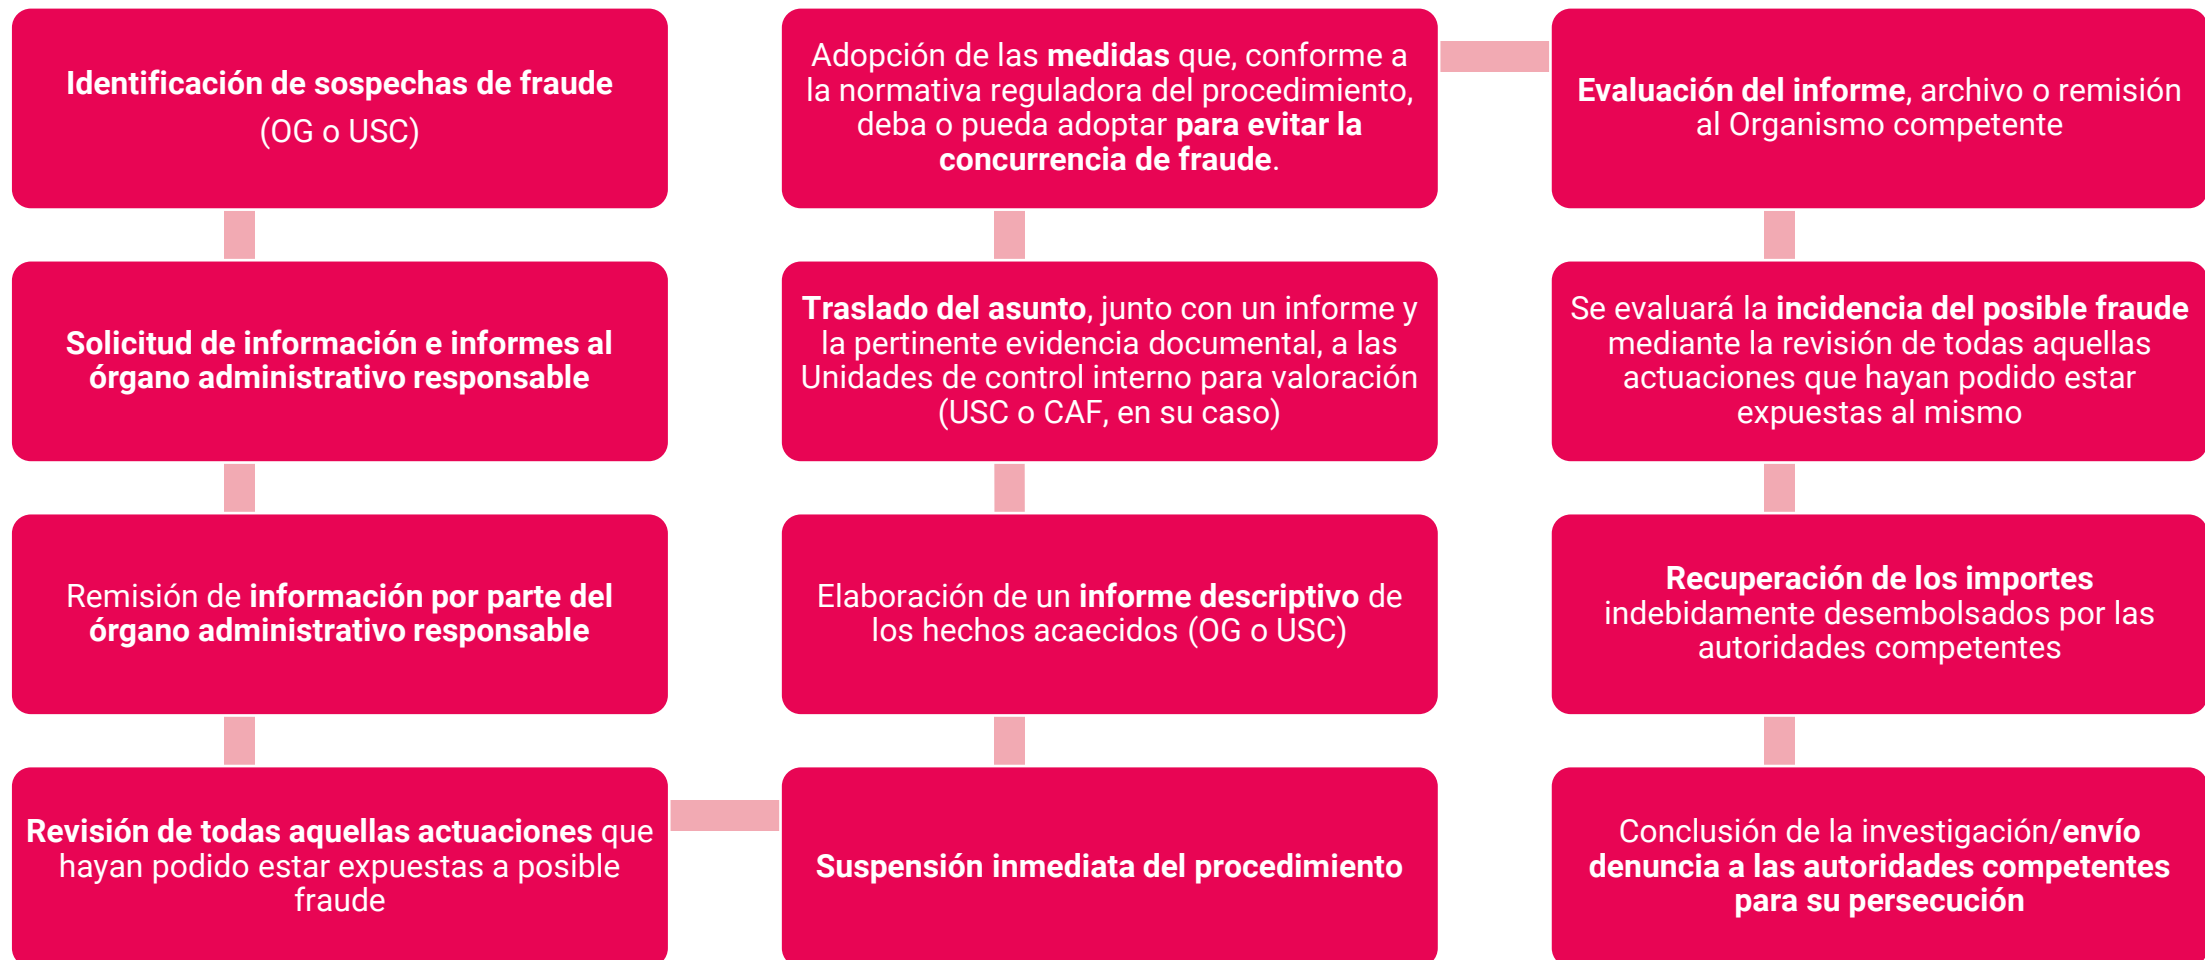 Identificación de sospechas de fraude
(OG o USC)
Solicitud de información e informes al
órgano administrativo responsable
Remisión de información por parte del
órgano administrativo responsable
Revisión de todas aquellas actuaciones que
hayan podido estar expuestas a posible
fraude
Suspensión inmediata del procedimiento
Elaboración de un informe descriptivo de
los hechos acaecidos (OG o USC)
Traslado del asunto, junto con un informe y
la pertinente evidencia documental, a las
Unidades de control interno para valoración
(USC o CAF, en su caso)
Adopción de las medidas que, conforme a
la normativa reguladora del procedimiento,
deba o pueda adoptar para evitar la
concurrencia de fraude.
Evaluación del informe, archivo o remisión
al Organismo competente
Se evaluará la incidencia del posible fraude
mediante la revisión de todas aquellas
actuaciones que hayan podido estar
expuestas al mismo
Recuperación de los importes
indebidamente desembolsados por las
autoridades competentes
Conclusión de la investigación/envío
denuncia a las autoridades competentes
para su persecución